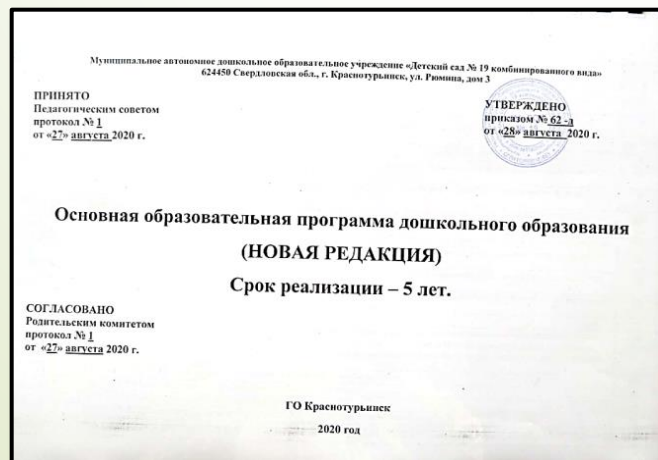 Муниципальное автономное дошкольное образовательное учреждение «Детский сад № 19 комбинированного вида»
624450 Свердловская обл., г. Краснотурьинск, ул. Рюмина, дом 3
ПРИНЯТО
Педагогическим советом
протокол № 1
от «27» августа 2020 г.
УТВЕРЖДЕНО
приказом № 62 -д
от «28» августа 2020 г.
Основная образовательная программа дошкольного образования
(НОВАЯ РЕДАКЦИЯ)
Срок реализации – 5 лет.
СОГЛАСОВАНО
Родительским комитетом
протокол № 1
от «27» августа 2020 г.
ГО Краснотурьинск
2020 год